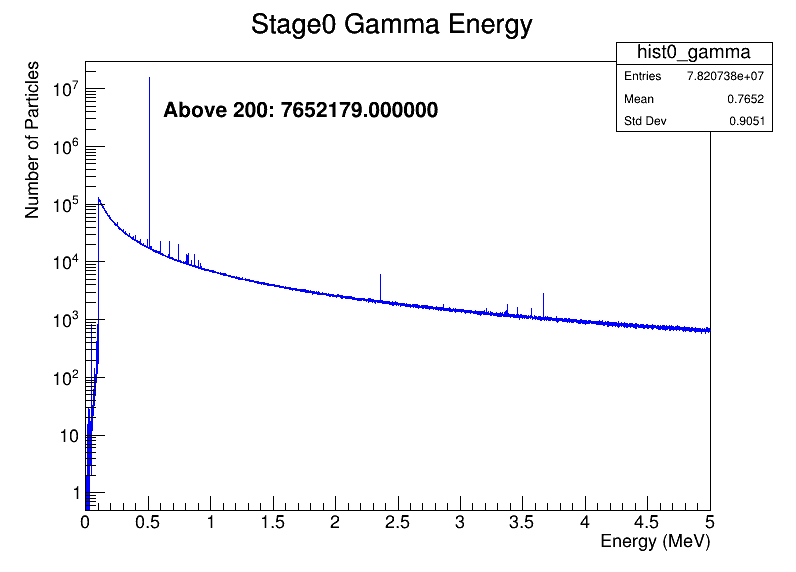 Stage0 Gamma Energy
hist0_gamma
Entries 7.820738e+07
Mean 0.7652
Std Dev 0.9051
Above 200: 7652179.000000
Number of Particles
10^7
10^6
10^5
10^4
10^3
10^2
10
1
0 0.5 1 1.5 2 2.5 3 3.5 4 4.5 5
Energy (MeV)